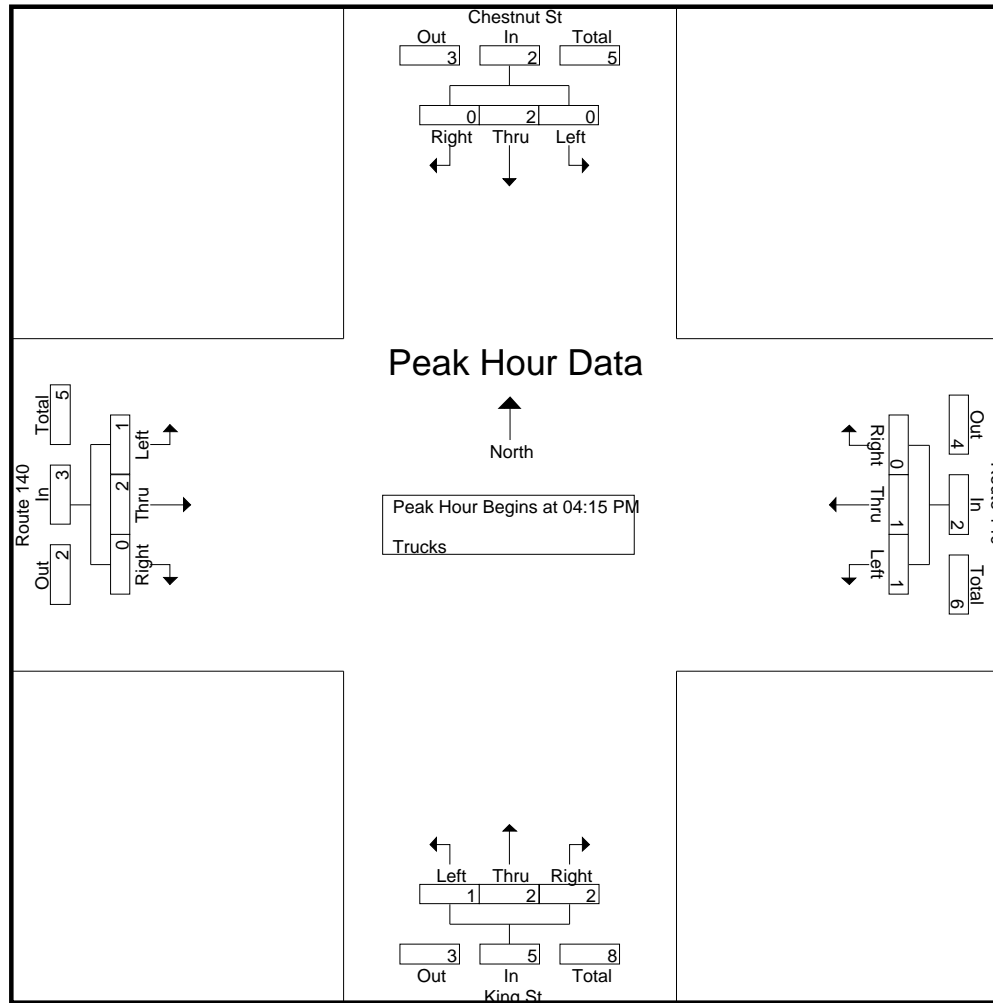 Chestnut St
Out In Total
3 2 5
0 2 0
Right Thru Left
Peak Hour Data
North
Peak Hour Begins at 04:15 PM
Trucks
Route 140
Total In Out
5 3 2
1 2 0
Left Thru Right
Right Thru Left
0 1 1
4 2 6
Out In Total
Left Thru Right
1 2 2
3 5 8
Out In Total
King St